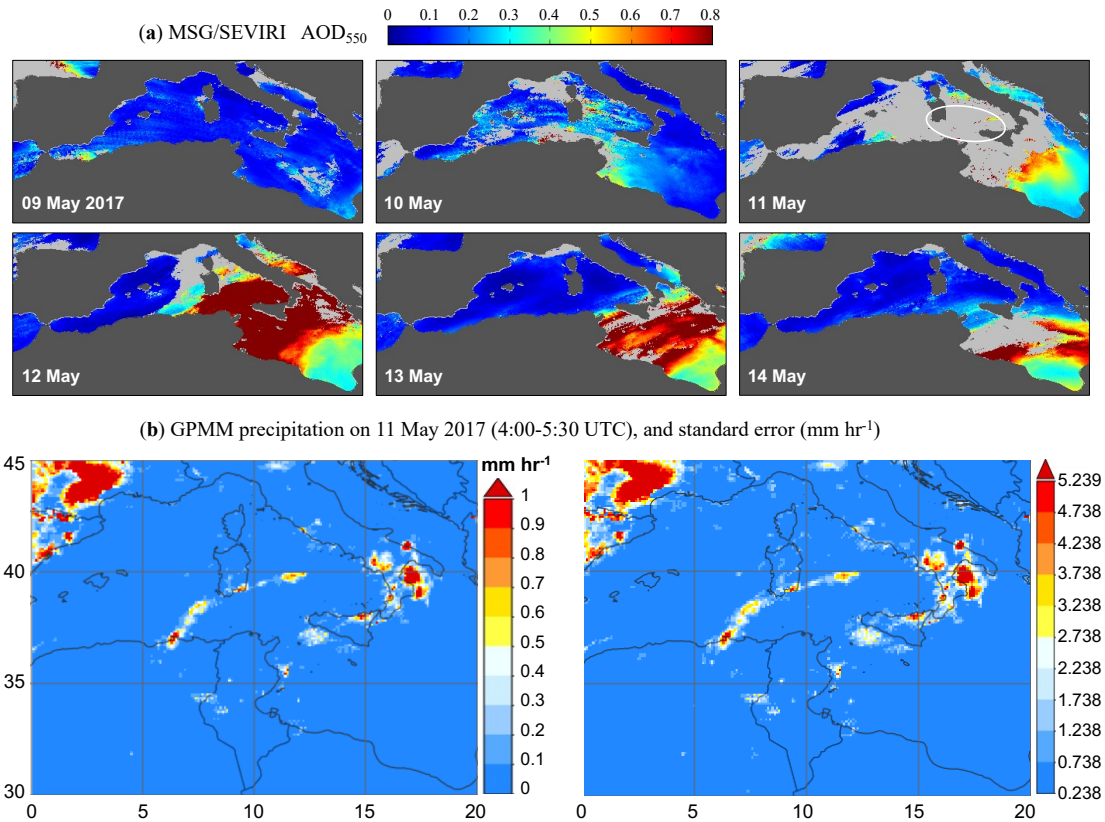 (a) MSG/SEVIRI AOD550
0 0.1 0.2 0.3 0.4 0.5 0.6 0.7 0.8
09 May 2017
10 May
11 May
12 May
13 May
14 May
(b) GPMM precipitation on 11 May 2017 (4:00-5:30 UTC), and standard error (mm hr-1)
45
40
35
30
0 5 10 15 20
mm hr-1
1
0.9
0.8
0.7
0.6
0.5
0.4
0.3
0.2
0.1
0
0 5 10 15 20
5.239
4.738
4.238
3.738
3.238
2.738
2.238
1.738
1.238
0.738
0.238